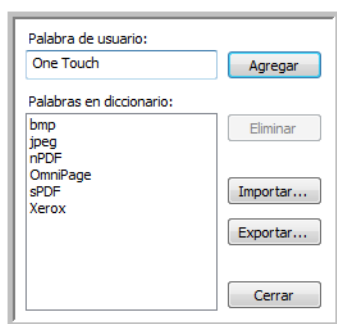 Palabra de usuario:
One Touch
Agregar
Palabras en diccionario:
bmp
jpeg
nPDF
OmniPage
sPDF
Xerox
Eliminar
Importar...
Exportar...
Cerrar